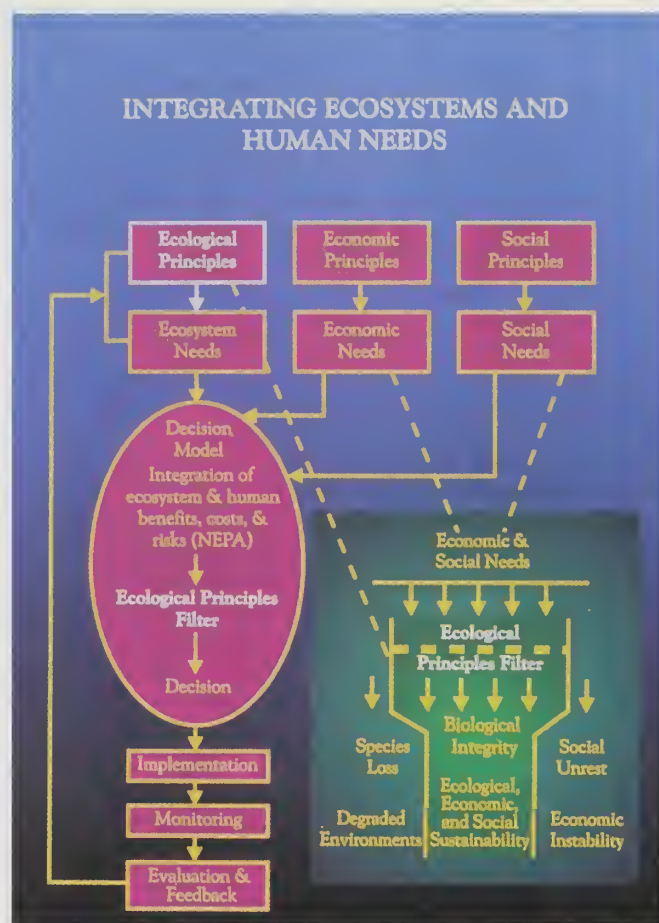 INTEGRATING ECOSYSTEMS AND
HUMAN NEEDS
Ecological
Principles
Economic
Principles
Social
Principles
Ecosystem
Needs
Economic
Needs
Social
Needs
Decision
Model
Integration of
ecosystem & human
benefits, costs, &
risks (NEPA)
Ecological Principles
Filter
Decision
Implementation
Monitoring
Evaluation &
Feedback
Economic &
Social Needs
Ecological
Principles Filter
Biological
Integrity
Species
Loss
Social
Unrest
Ecological,
Economic,
and Social
Sustainability
Degraded
Environments
Economic
Instability